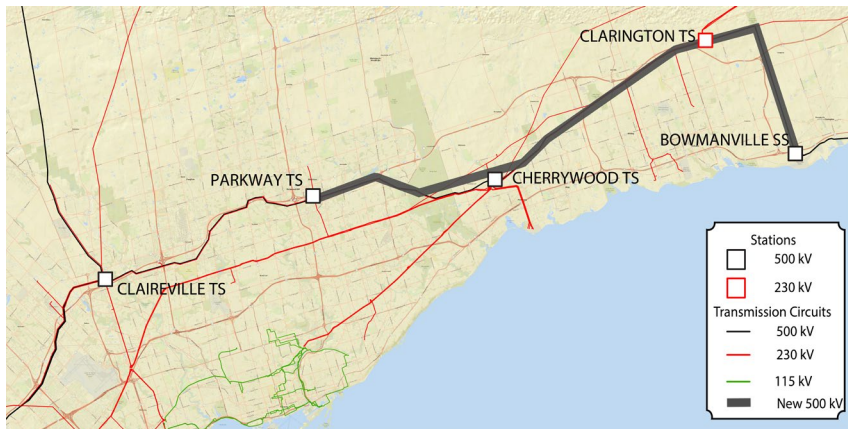 CLARINGTON TS
BOWMANVILLE SS
PARKWAY TS
CHERRYWOOD TS
CLAIREVILLE TS
Stations
500 kV
230 kV
Transmission Circuits
500 kV
230 kV
115 kV
New 500 kV